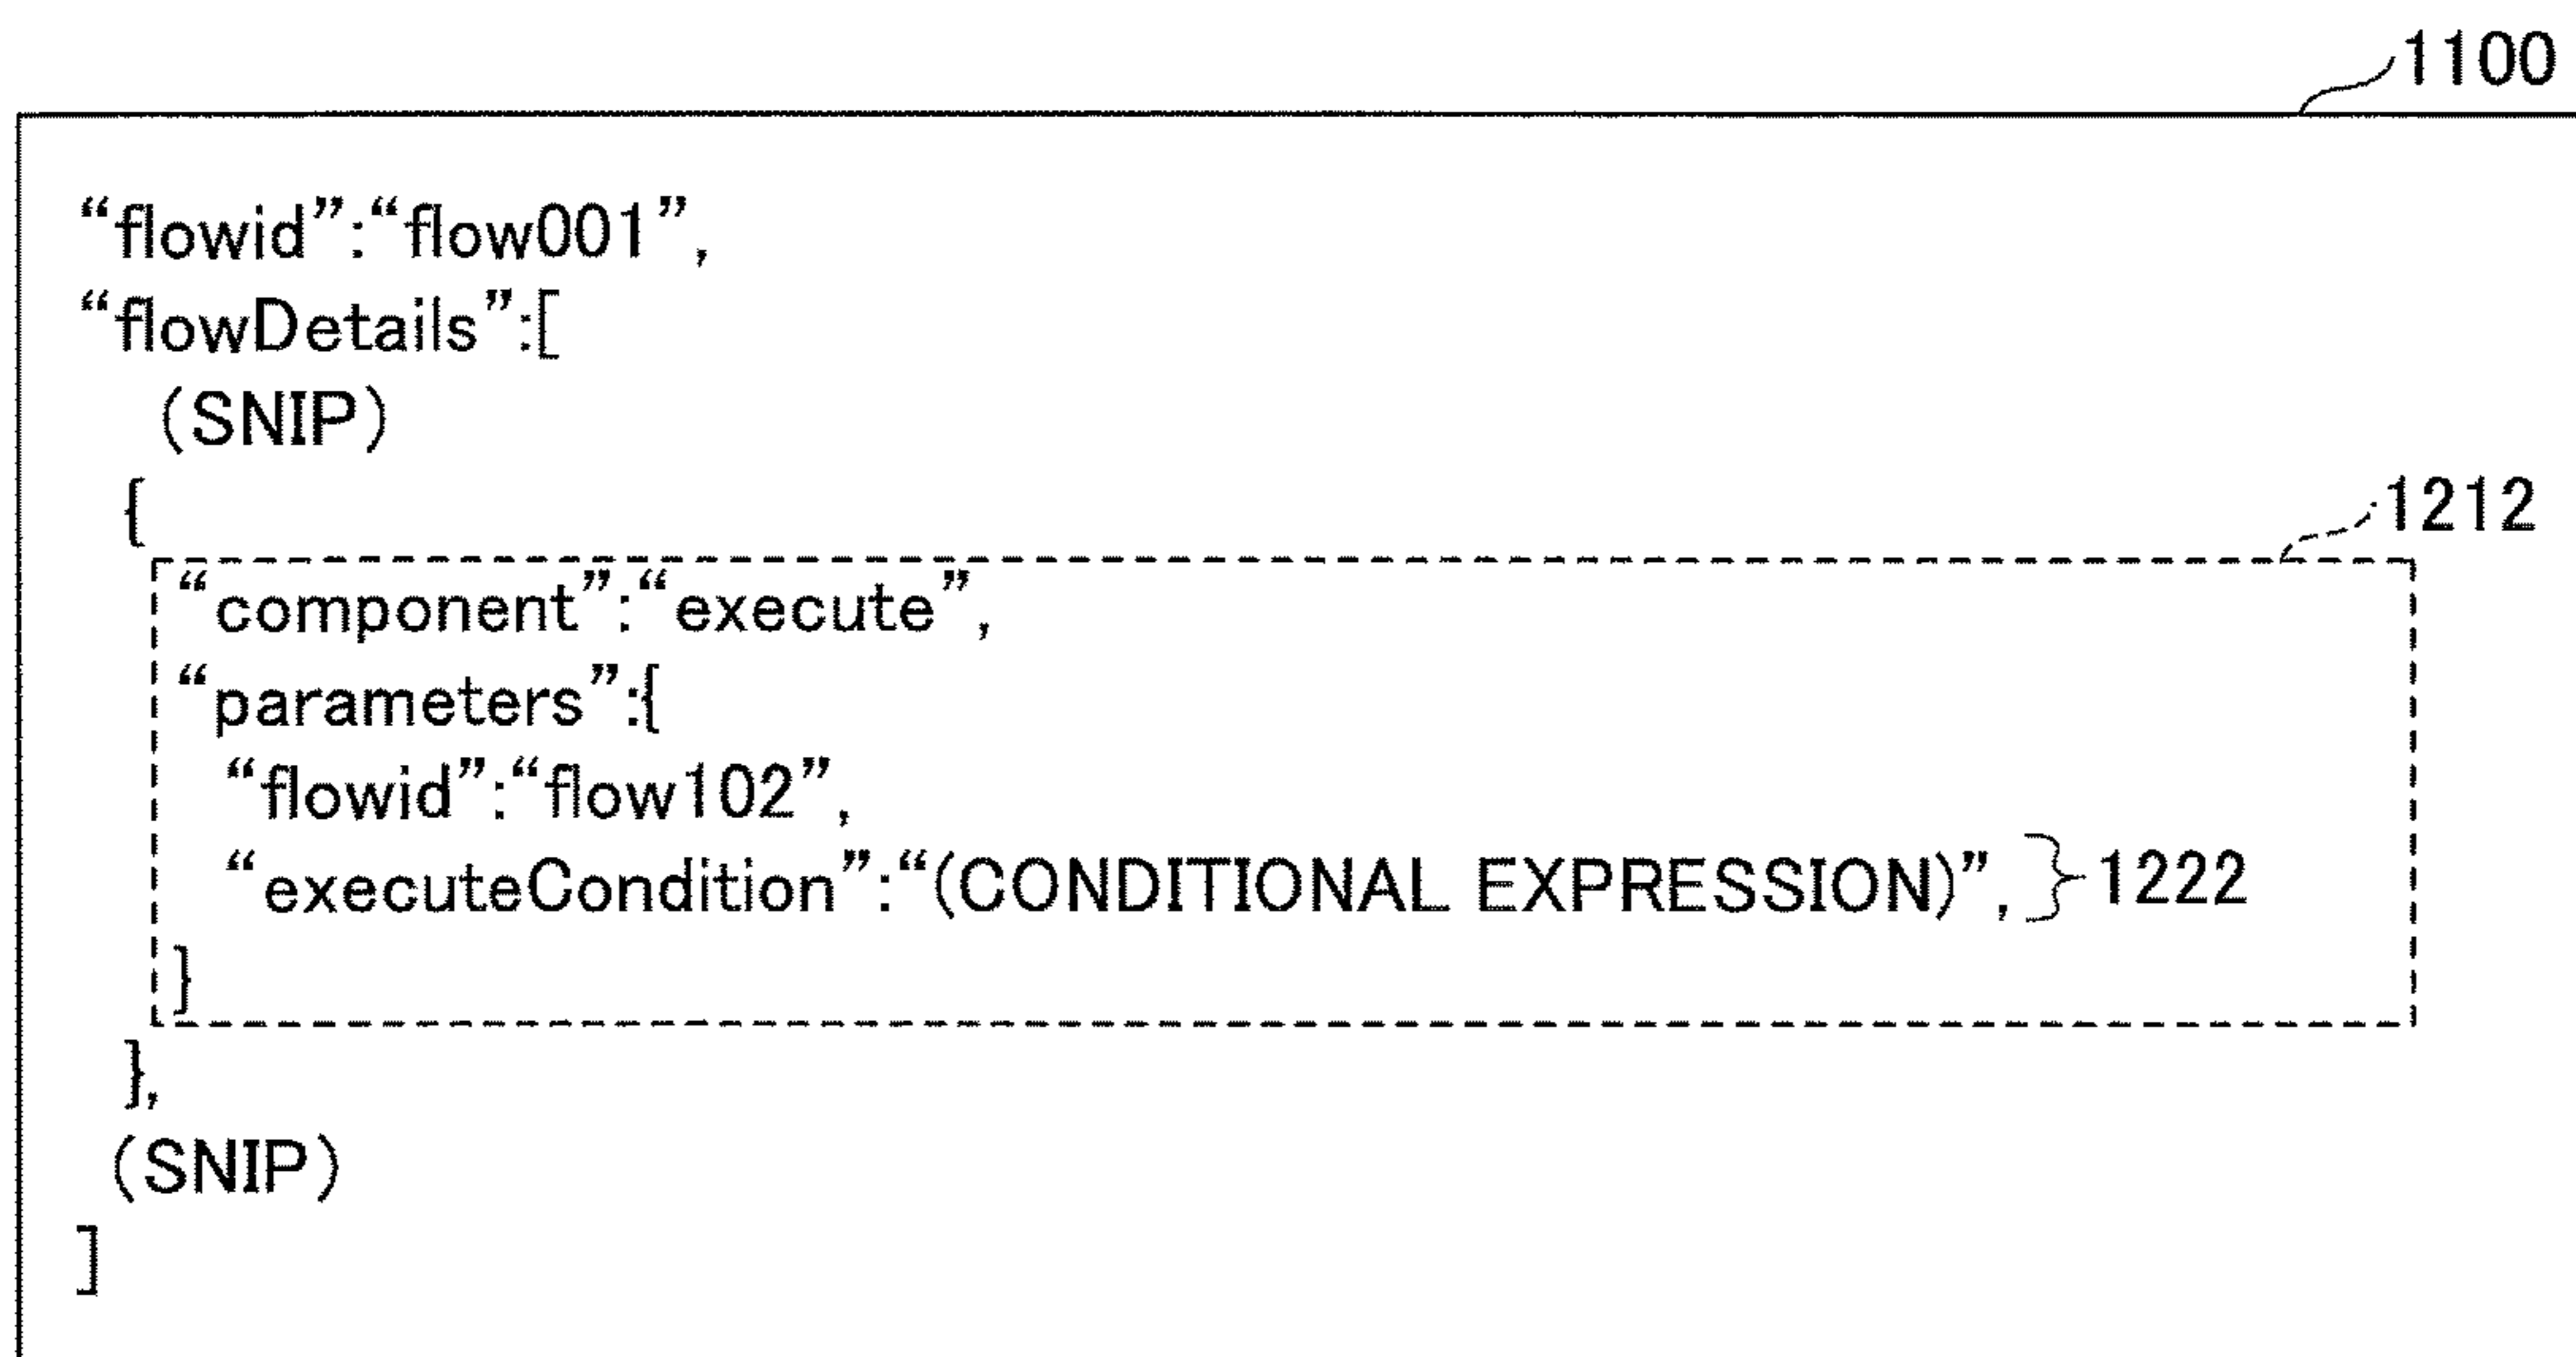 1100
“flowid”:“flow001”,
“flowDetails”:[
(SNIP)
{
1212
“component”:“execute”,
“parameters”:{
“flowid”:“flow102”,
“executeCondition”:“(CONDITIONAL EXPRESSION)”, 1222
}
},
(SNIP)
]